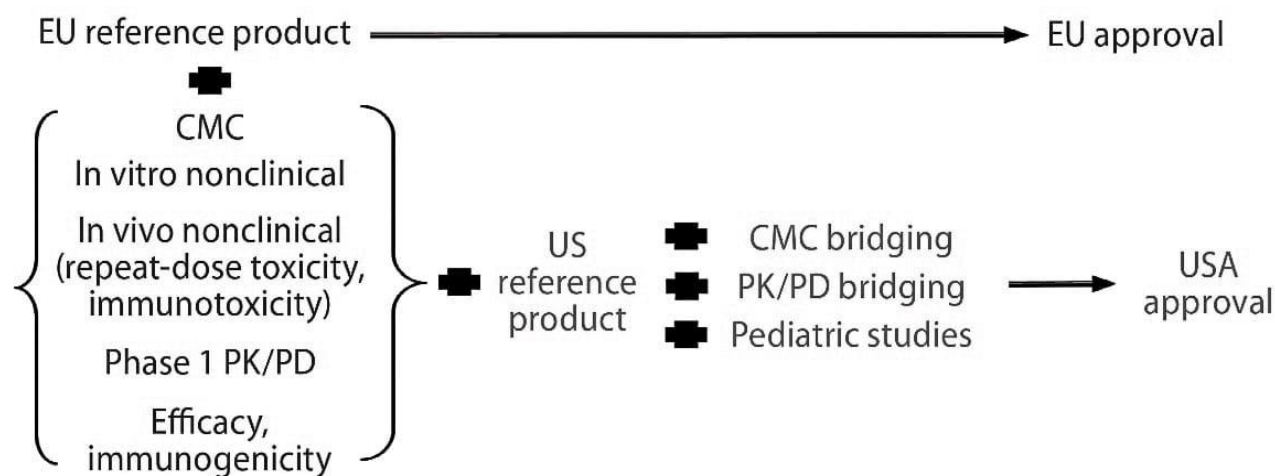 EU reference product
EU approval
CMC
In vitro nonclinical
In vivo nonclinical
(repeat-dose toxicity,
immunotoxicity)
Phase 1 PK/PD
Efficacy,
immunogenicity
US
reference
product
CMC bridging
PK/PD bridging
Pediatric studies
USA
approval